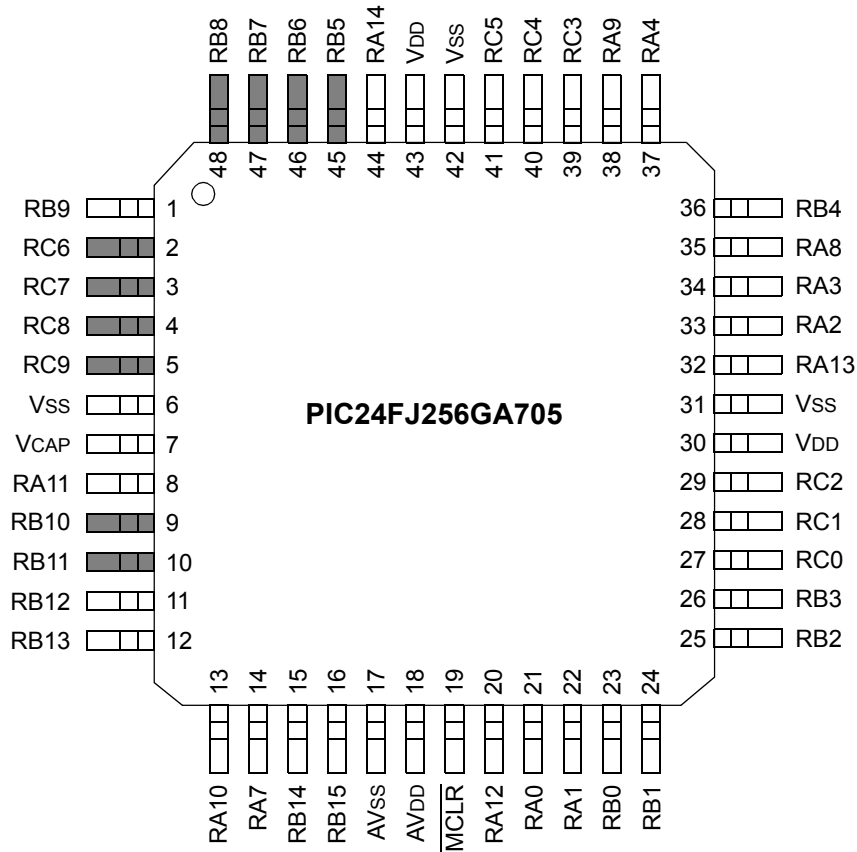 RB8 RB7 RB6 RB5 RA14 VDD VSS RC5 RC4 RC3 RA9 RA4
48 47 46 45 44 43 42 41 40 39 38 37
RB9 1 36 RB4
RC6 2 35 RA8
RC7 3 34 RA3
RC8 4 33 RA2
RC9 5 32 RA13
VSS 6 31 VSS
VCAP 7 30 VDD
RA11 8 29 RC2
RB10 9 28 RC1
RB11 10 27 RC0
RB12 11 26 RB3
RB13 12 25 RB2
PIC24FJ256GA705
13 14 15 16 17 18 19 20 21 22 23 24
RA10 RA7 RB14 RB15 AVSS AVDD MCLR RA12 RA0 RA1 RB0 RB1